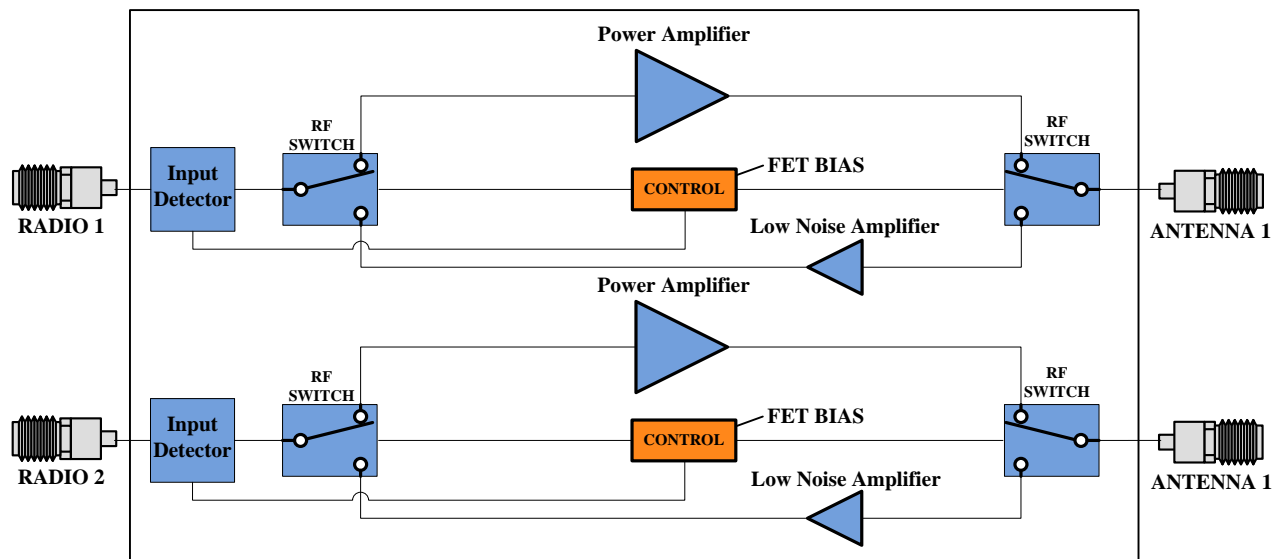 Power Amplifier
RF
SWITCH
RF
SWITCH
Input
Detector
FET BIAS
CONTROL
RADIO 1
Low Noise Amplifier
ANTENNA 1
Power Amplifier
RF
SWITCH
RF
SWITCH
Input
Detector
FET BIAS
CONTROL
RADIO 2
Low Noise Amplifier
ANTENNA 1